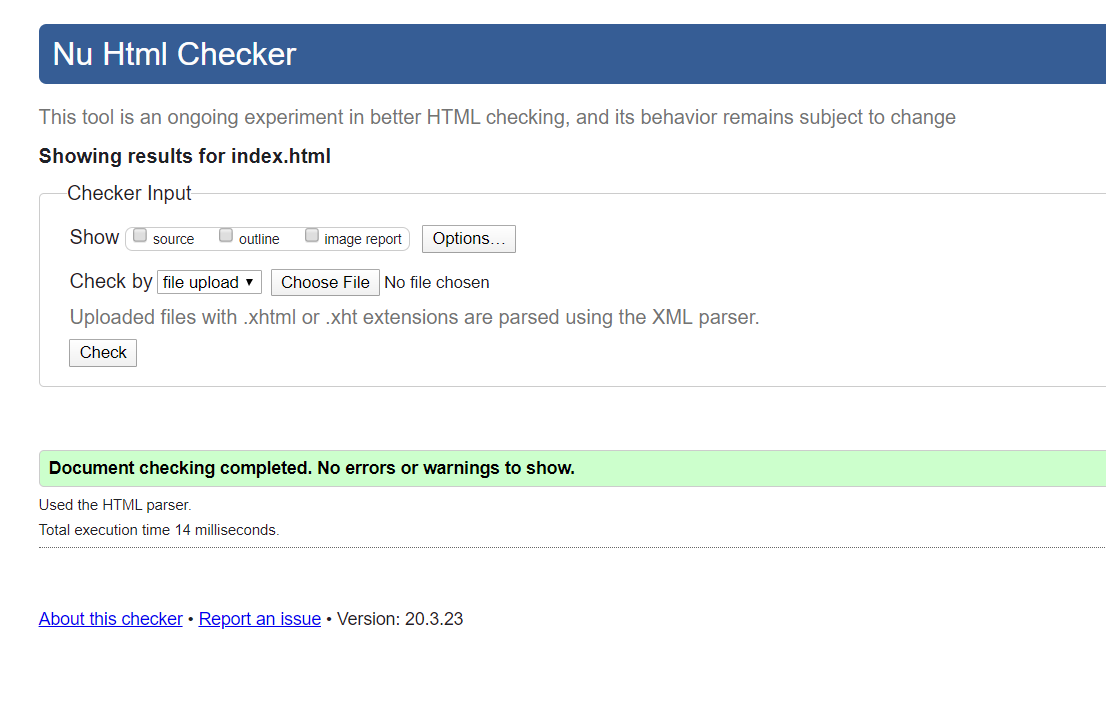 Nu Html Checker
This tool is an ongoing experiment in better HTML checking, and its behavior remains subject to change
Showing results for index.html
Checker Input
Show source outline image report Options...
Check by file upload Choose File No file chosen
Uploaded files with .xhtml or .xht extensions are parsed using the XML parser.
Check
Document checking completed. No errors or warnings to show.
Used the HTML parser.
Total execution time 14 milliseconds.
About this checker • Report an issue • Version: 20.3.23